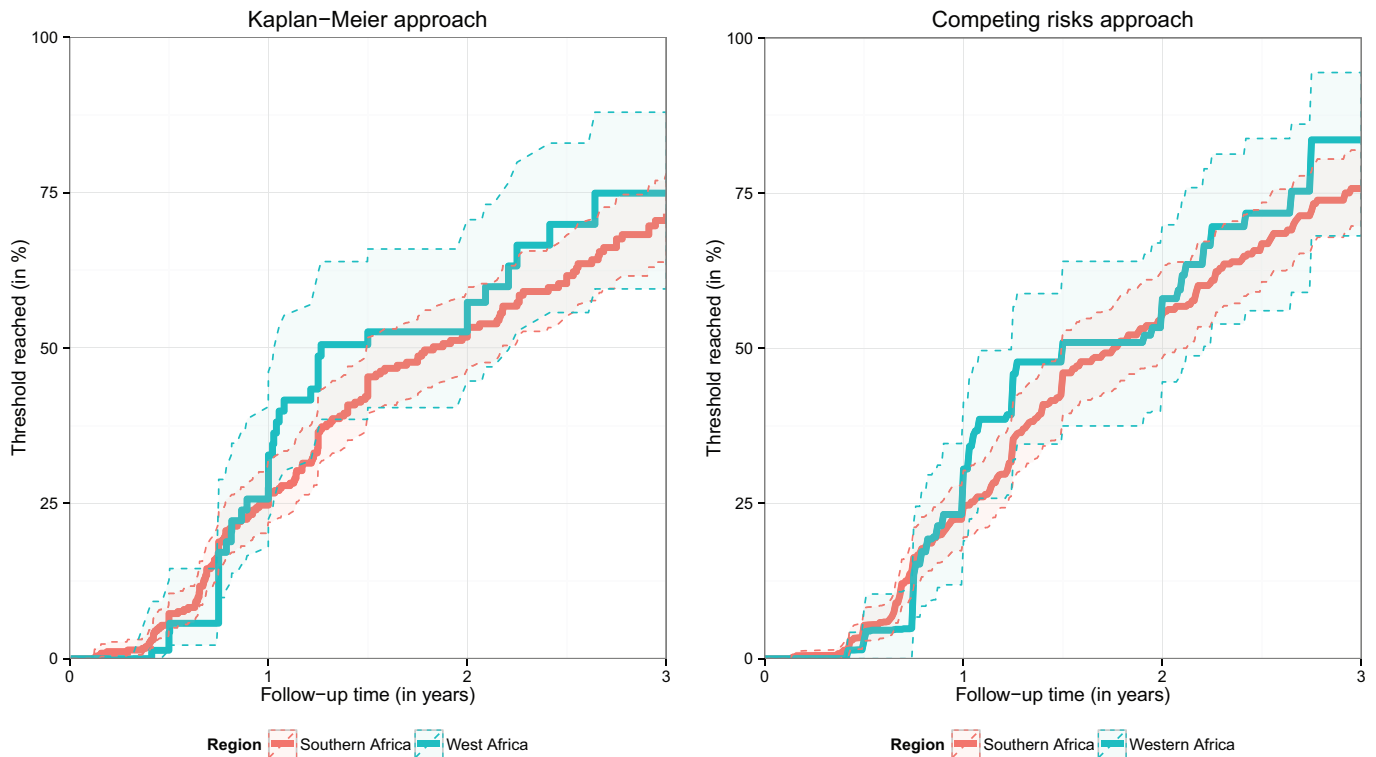 Kaplan−Meier approach
Threshold reached (in %)
100
75
50
25
0
0 1 2 3
Follow−up time (in years)
Region Southern Africa West Africa
Competing risks approach
Threshold reached (in %)
100
75
50
25
0
0 1 2 3
Follow−up time (in years)
Region Southern Africa Western Africa